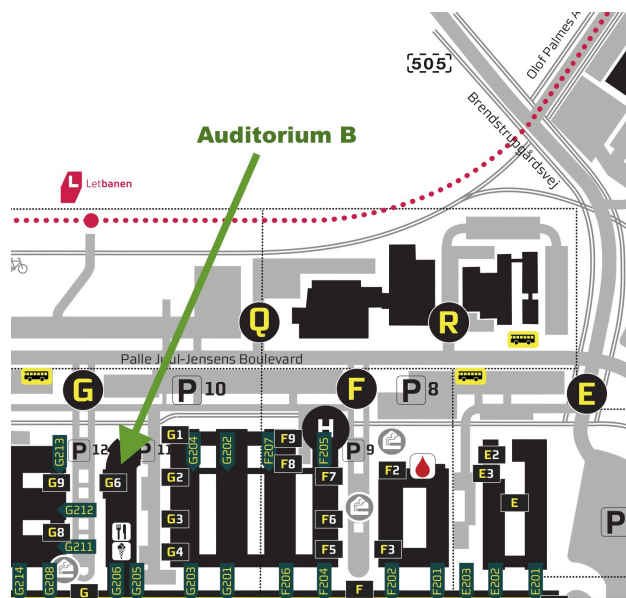 505
Olof Palmes A
Brendstrupgårdsvej
Auditorium B
L
Letbanen
Q
R
Palle Juul-Jensens Boulevard
G
P 10
F
P 8
E
H
G1
G213
P 12
P 11
G204
G202
F207
F9
F8
F205
P 9
F2
E2
E3
G9
G6
G2
F7
E
G212
G3
F6
P
G8
G211
G4
F5
F3
G214
G208
G206
G205
G203
G201
F206
F204
F202
F201
E203
E202
E201
G
F